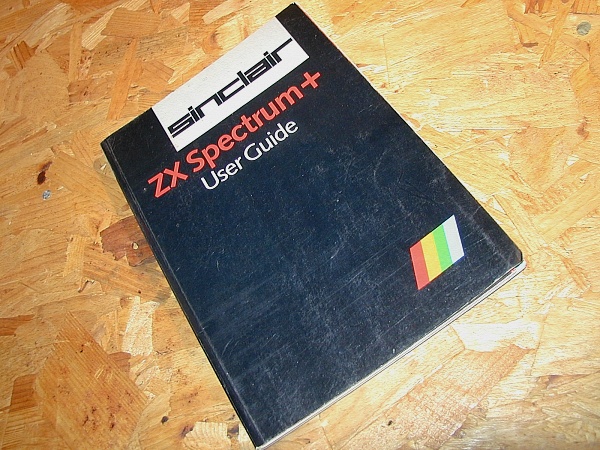 sinclair
ZX Spectrum+
User Guide